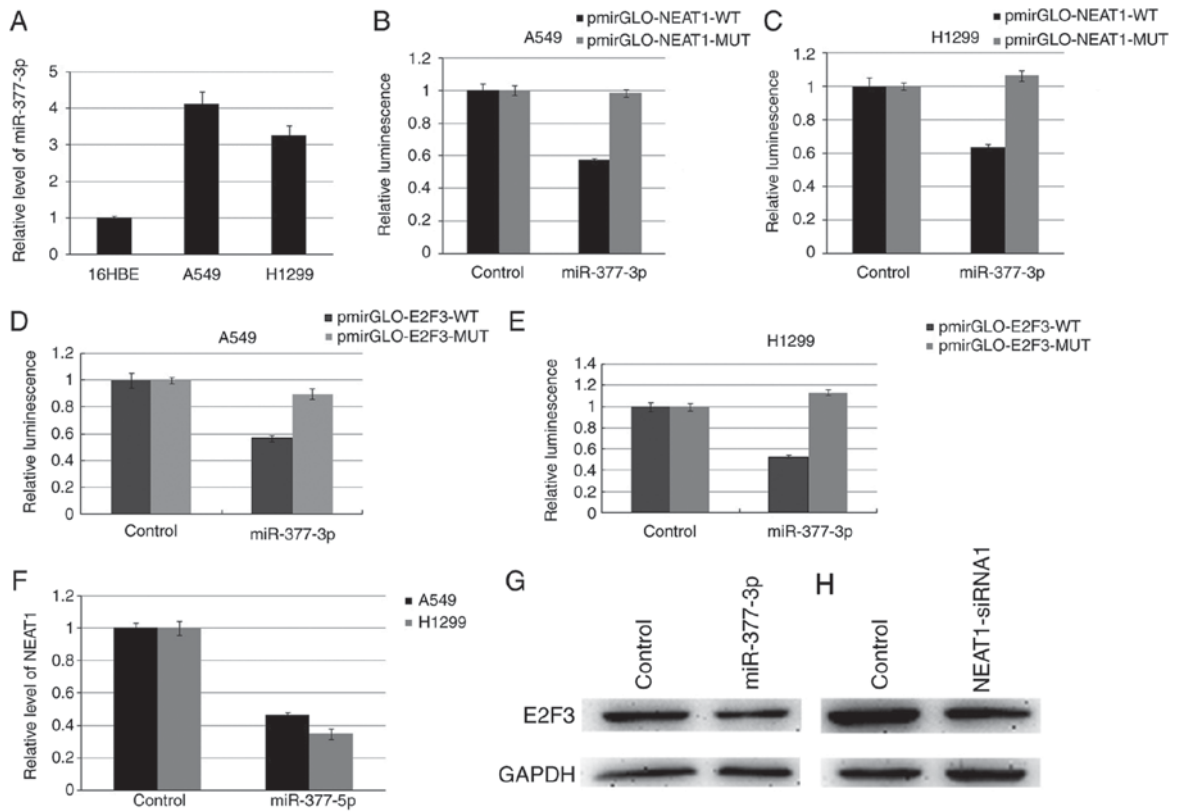 A
Relative level of miR-377-3p
5
4
3
2
1
0
16HBE A549 H1299
B
pmirGLO-NEAT1-WT
pmirGLO-NEAT1-MUT
A549
Relative luminescence
1.2
1
0.8
0.6
0.4
0.2
0
Control miR-377-3p
C
pmirGLO-NEAT1-WT
pmirGLO-NEAT1-MUT
H1299
Relative luminescence
1.2
1
0.8
0.6
0.4
0.2
0
Control miR-377-3p
D
pmirGLO-E2F3-WT
pmirGLO-E2F3-MUT
A549
Relative luminescence
1.2
1
0.8
0.6
0.4
0.2
0
Control miR-377-3p
E
pmirGLO-E2F3-WT
pmirGLO-E2F3-MUT
H1299
Relative luminescence
1.4
1.2
1
0.8
0.6
0.4
0.2
0
Control miR-377-3p
F
A549
H1299
Relative level of NEAT1
1.2
1
0.8
0.6
0.4
0.2
0
Control miR-377-5p
G
Control
miR-377-3p
H
Control
NEAT1-siRNA1
E2F3
GAPDH